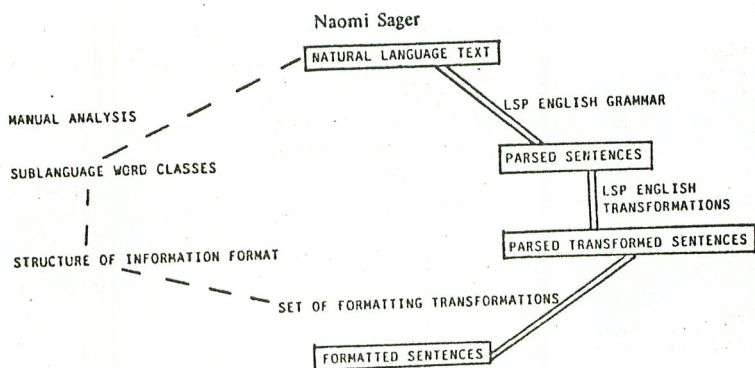 Naomi Sager
NATURAL LANGUAGE TEXT
MANUAL ANALYSIS
LSP ENGLISH GRAMMAR
SUBLANGUAGE WORD CLASSES
PARSED SENTENCES
LSP ENGLISH
TRANSFORMATIONS
STRUCTURE OF INFORMATION FORMAT
PARSED TRANSFORMED SENTENCES
SET OF FORMATTING TRANSFORMATIONS
FORMATTED SENTENCES